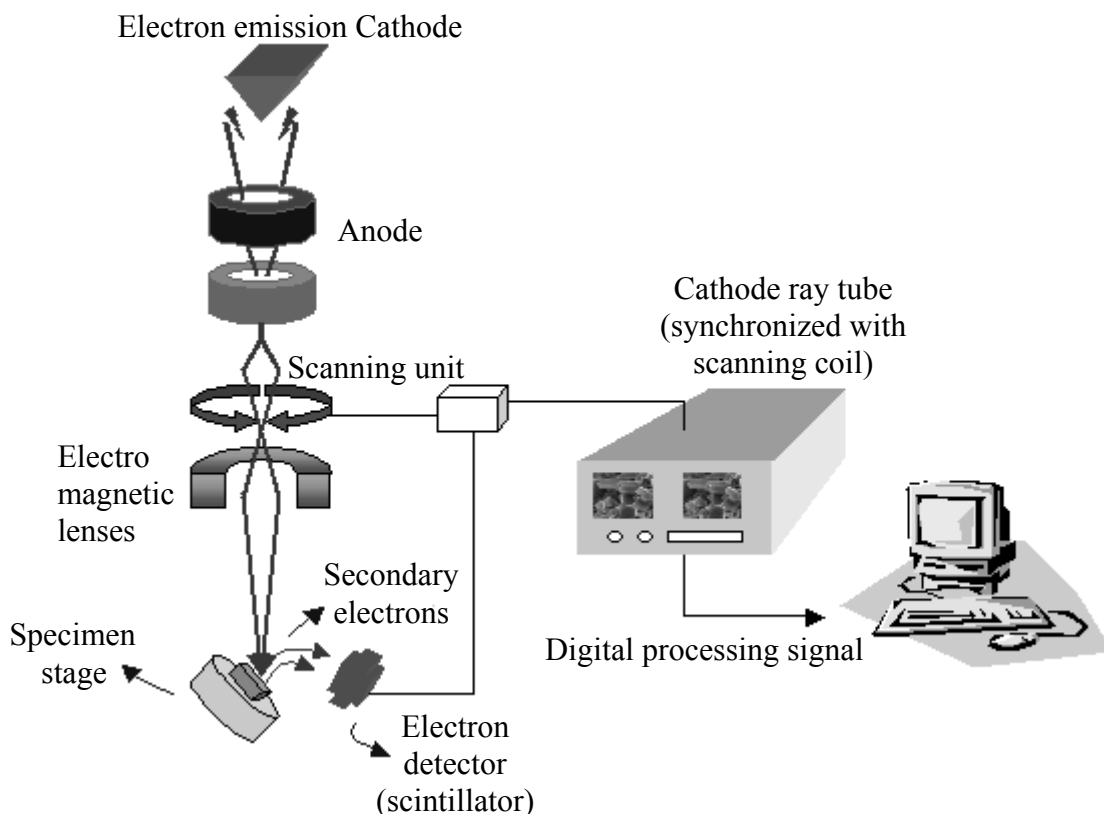 Electron emission Cathode
Anode
Cathode ray tube
(synchronized with
scanning coil)
Scanning unit
Electro
magnetic
lenses
Secondary
electrons
Specimen
stage
Digital processing signal
Electron
detector
(scintillator)